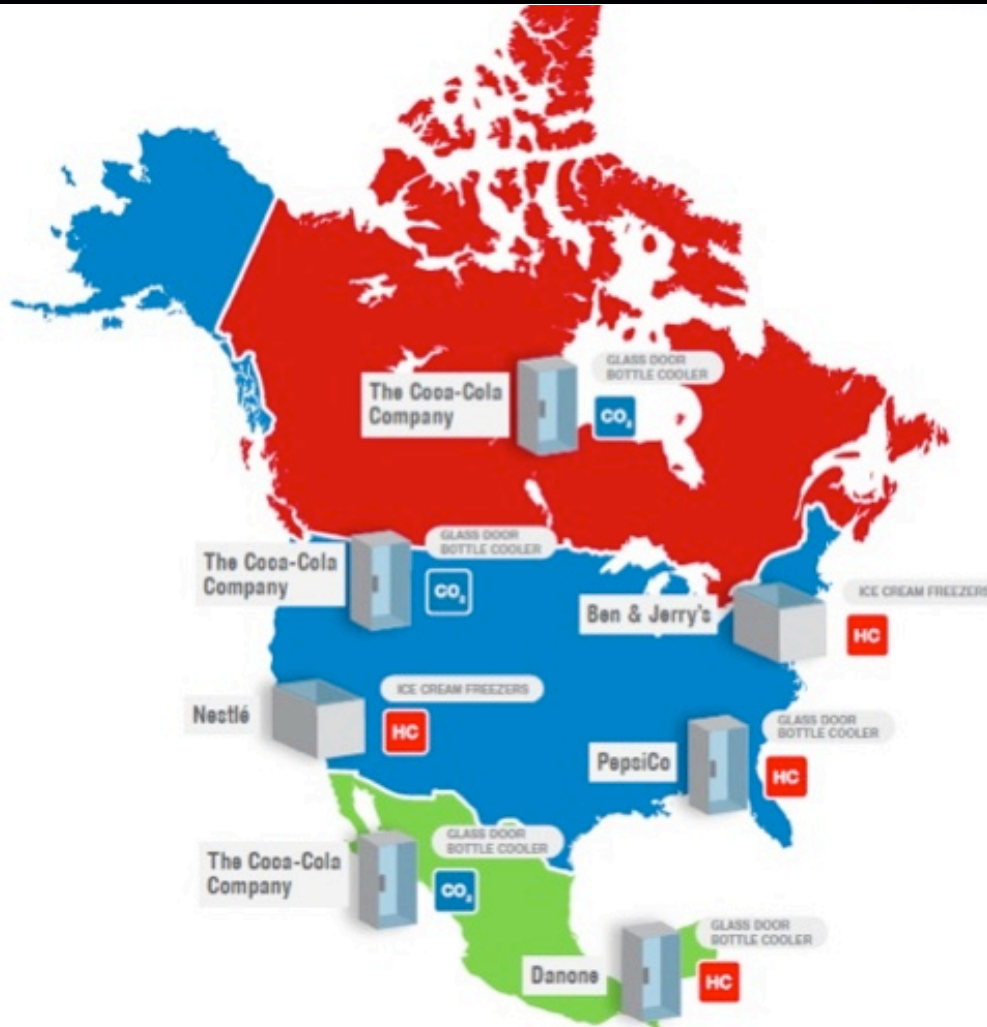 The Coca-Cola
Company
GLASS DOOR
BOTTLE COOLER
CO₂
The Coca-Cola
Company
GLASS DOOR
BOTTLE COOLER
CO₂
Ben & Jerry's
ICE CREAM FREEZERS
HC
Nestlé
ICE CREAM FREEZERS
HC
PepsiCo
GLASS DOOR
BOTTLE COOLER
HC
The Coca-Cola
Company
GLASS DOOR
BOTTLE COOLER
CO₂
Danone
GLASS DOOR
BOTTLE COOLER
HC